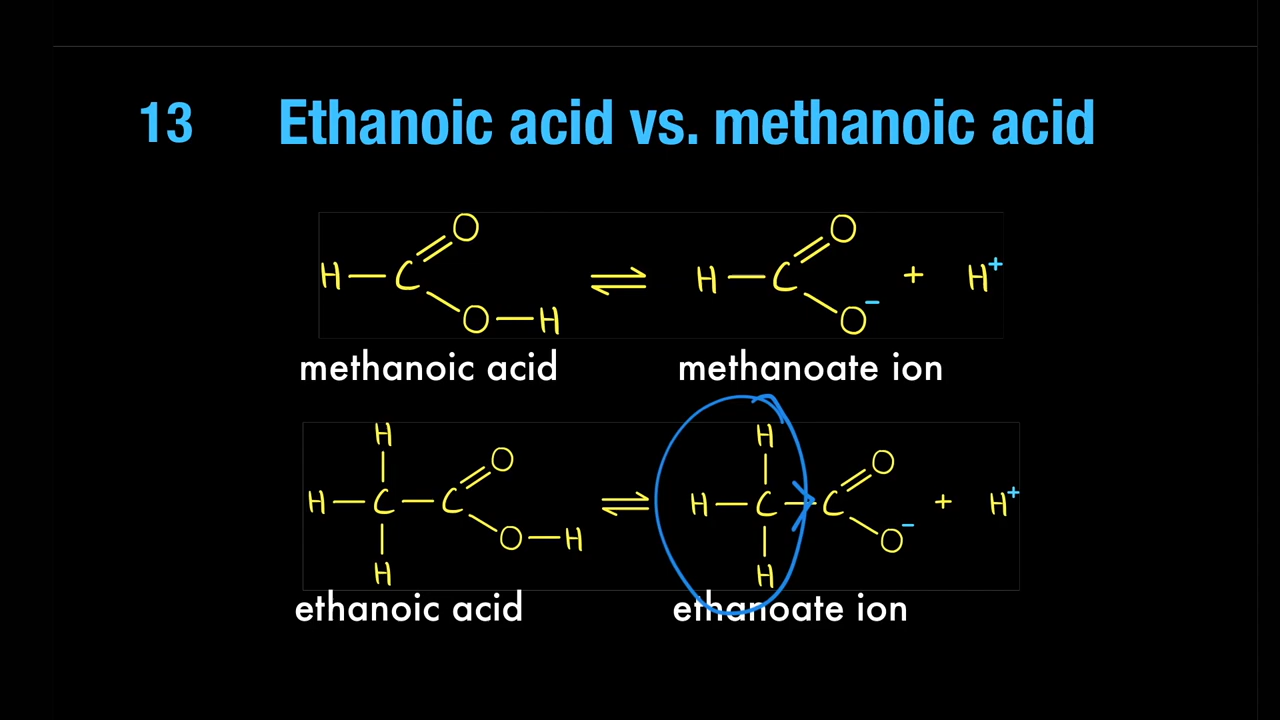 13 Ethanoic acid vs. methanoic acid
O O
H C ⇌ H C + H⁺
O H O⁻
methanoic acid methanoate ion
H H
O O
H C C ⇌ H C C + H⁺
O H O⁻
H H
ethanoic acid ethanoate ion